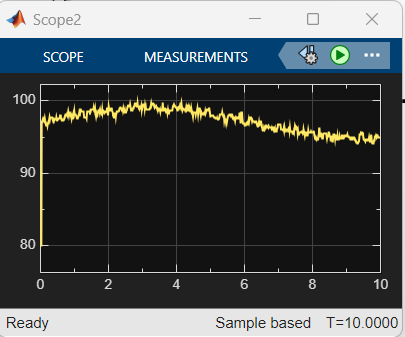 Scope2
SCOPE MEASUREMENTS
100
90
80
0 2 4 6 8 10
Ready Sample based T=10.0000